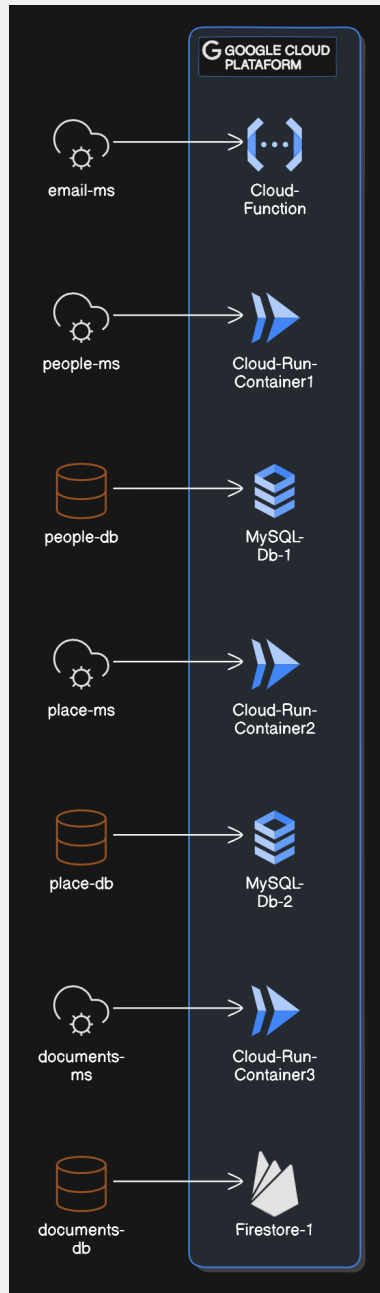 GOOGLE CLOUD
PLATAFORM
email-ms
Cloud-
Function
people-ms
Cloud-Run-
Container1
people-db
MySQL-
Db-1
place-ms
Cloud-Run-
Container2
place-db
MySQL-
Db-2
documents-
ms
Cloud-Run-
Container3
documents-
db
Firestore-1